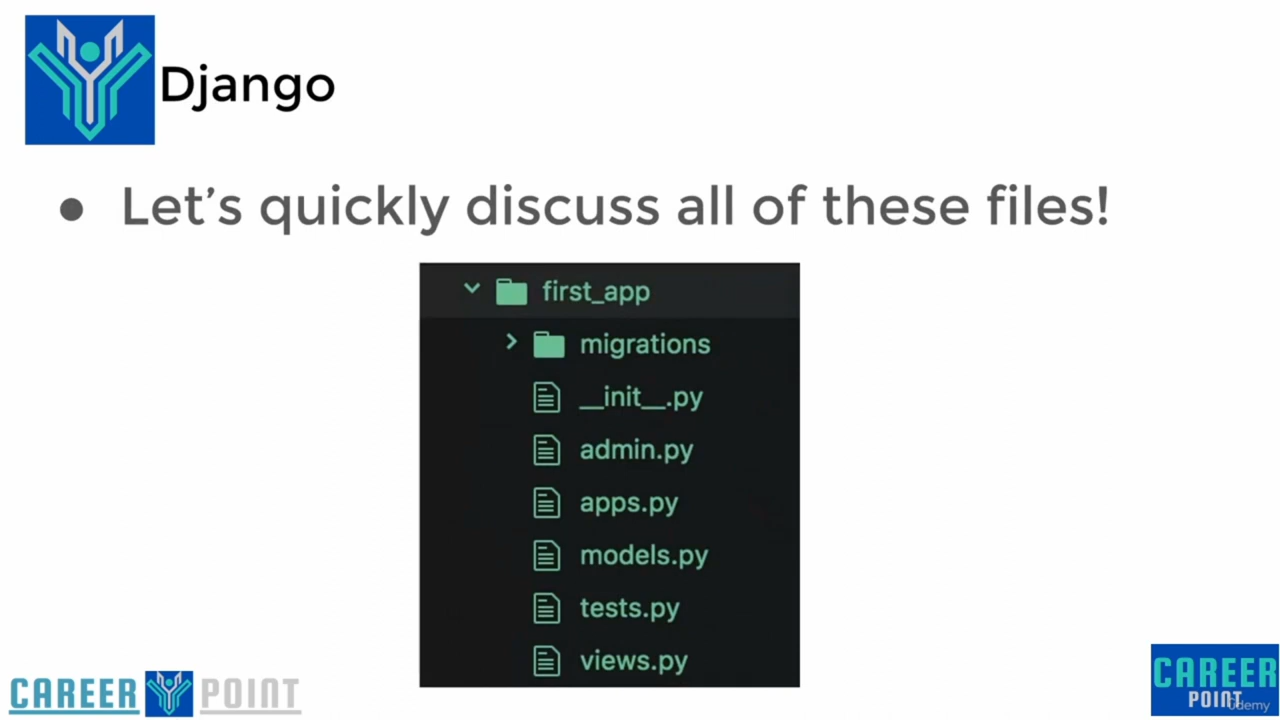 Django
● Let's quickly discuss all of these files!
first_app
migrations
__init__.py
admin.py
apps.py
models.py
tests.py
views.py
CAREER POINT
CAREER
POINT
udemy